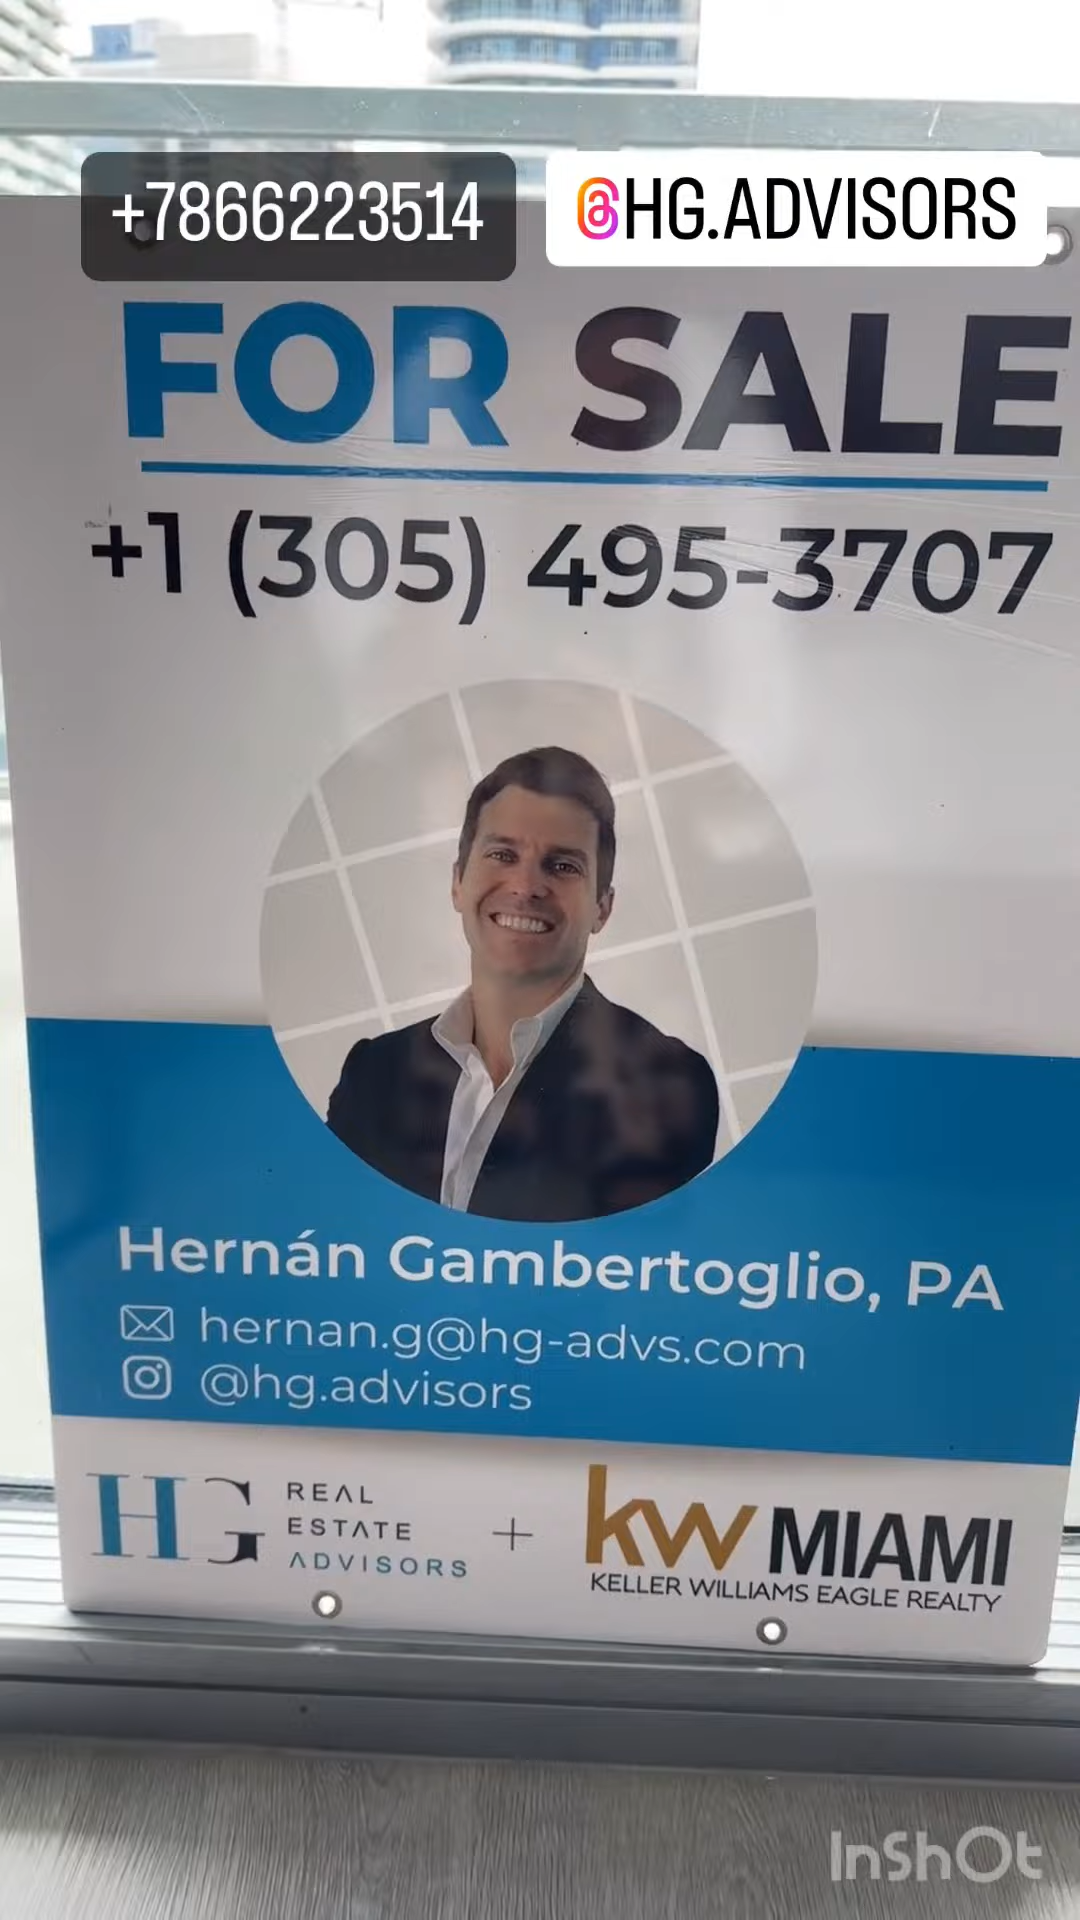 +7866223514
@HG.ADVISORS
FOR SALE
+1 (305) 495-3707
Hernán Gambertoglio, PA
hernan.g@hg-advs.com
@hg.advisors
HG REAL
ESTATE
ADVISORS
+
kw MIAMI
KELLER WILLIAMS EAGLE REALTY
InShOt